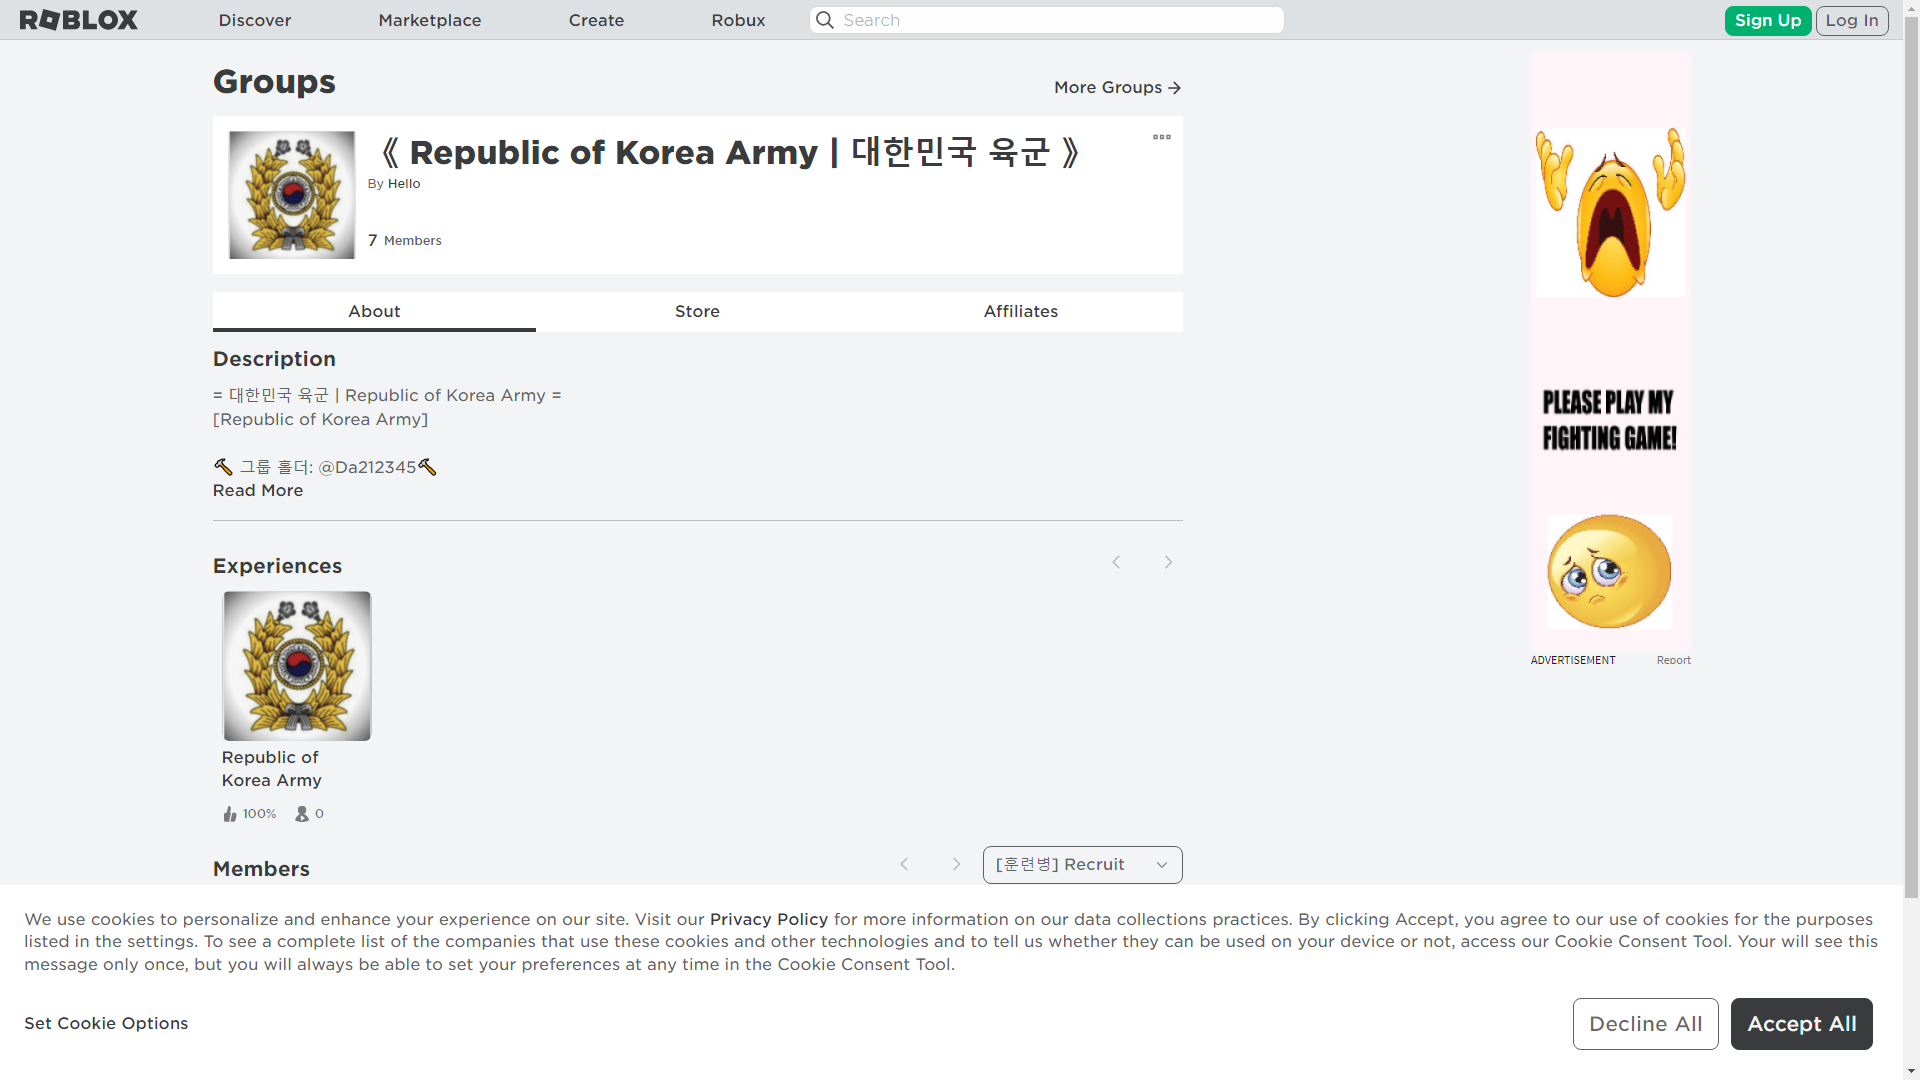 ROBLOX
Discover
Marketplace
Create
Robux
Search
Sign Up
Log In
Groups
More Groups
《 Republic of Korea Army | 대한민국 육군 》
By Hello
7 Members
About
Store
Affiliates
Description
= 대한민국 육군 | Republic of Korea Army =
[Republic of Korea Army]
🔨 그룹 홀더: @Da212345🔨
Read More
Experiences
Republic of
Korea Army
100%
0
Members
[훈련병] Recruit
PLEASE PLAY MY
FIGHTING GAME!
ADVERTISEMENT
Report
We use cookies to personalize and enhance your experience on our site. Visit our Privacy Policy for more information on our data collections practices. By clicking Accept, you agree to our use of cookies for the purposes
listed in the settings. To see a complete list of the companies that use these cookies and other technologies and to tell us whether they can be used on your device or not, access our Cookie Consent Tool. Your will see this
message only once, but you will always be able to set your preferences at any time in the Cookie Consent Tool.
Set Cookie Options
Decline All
Accept All